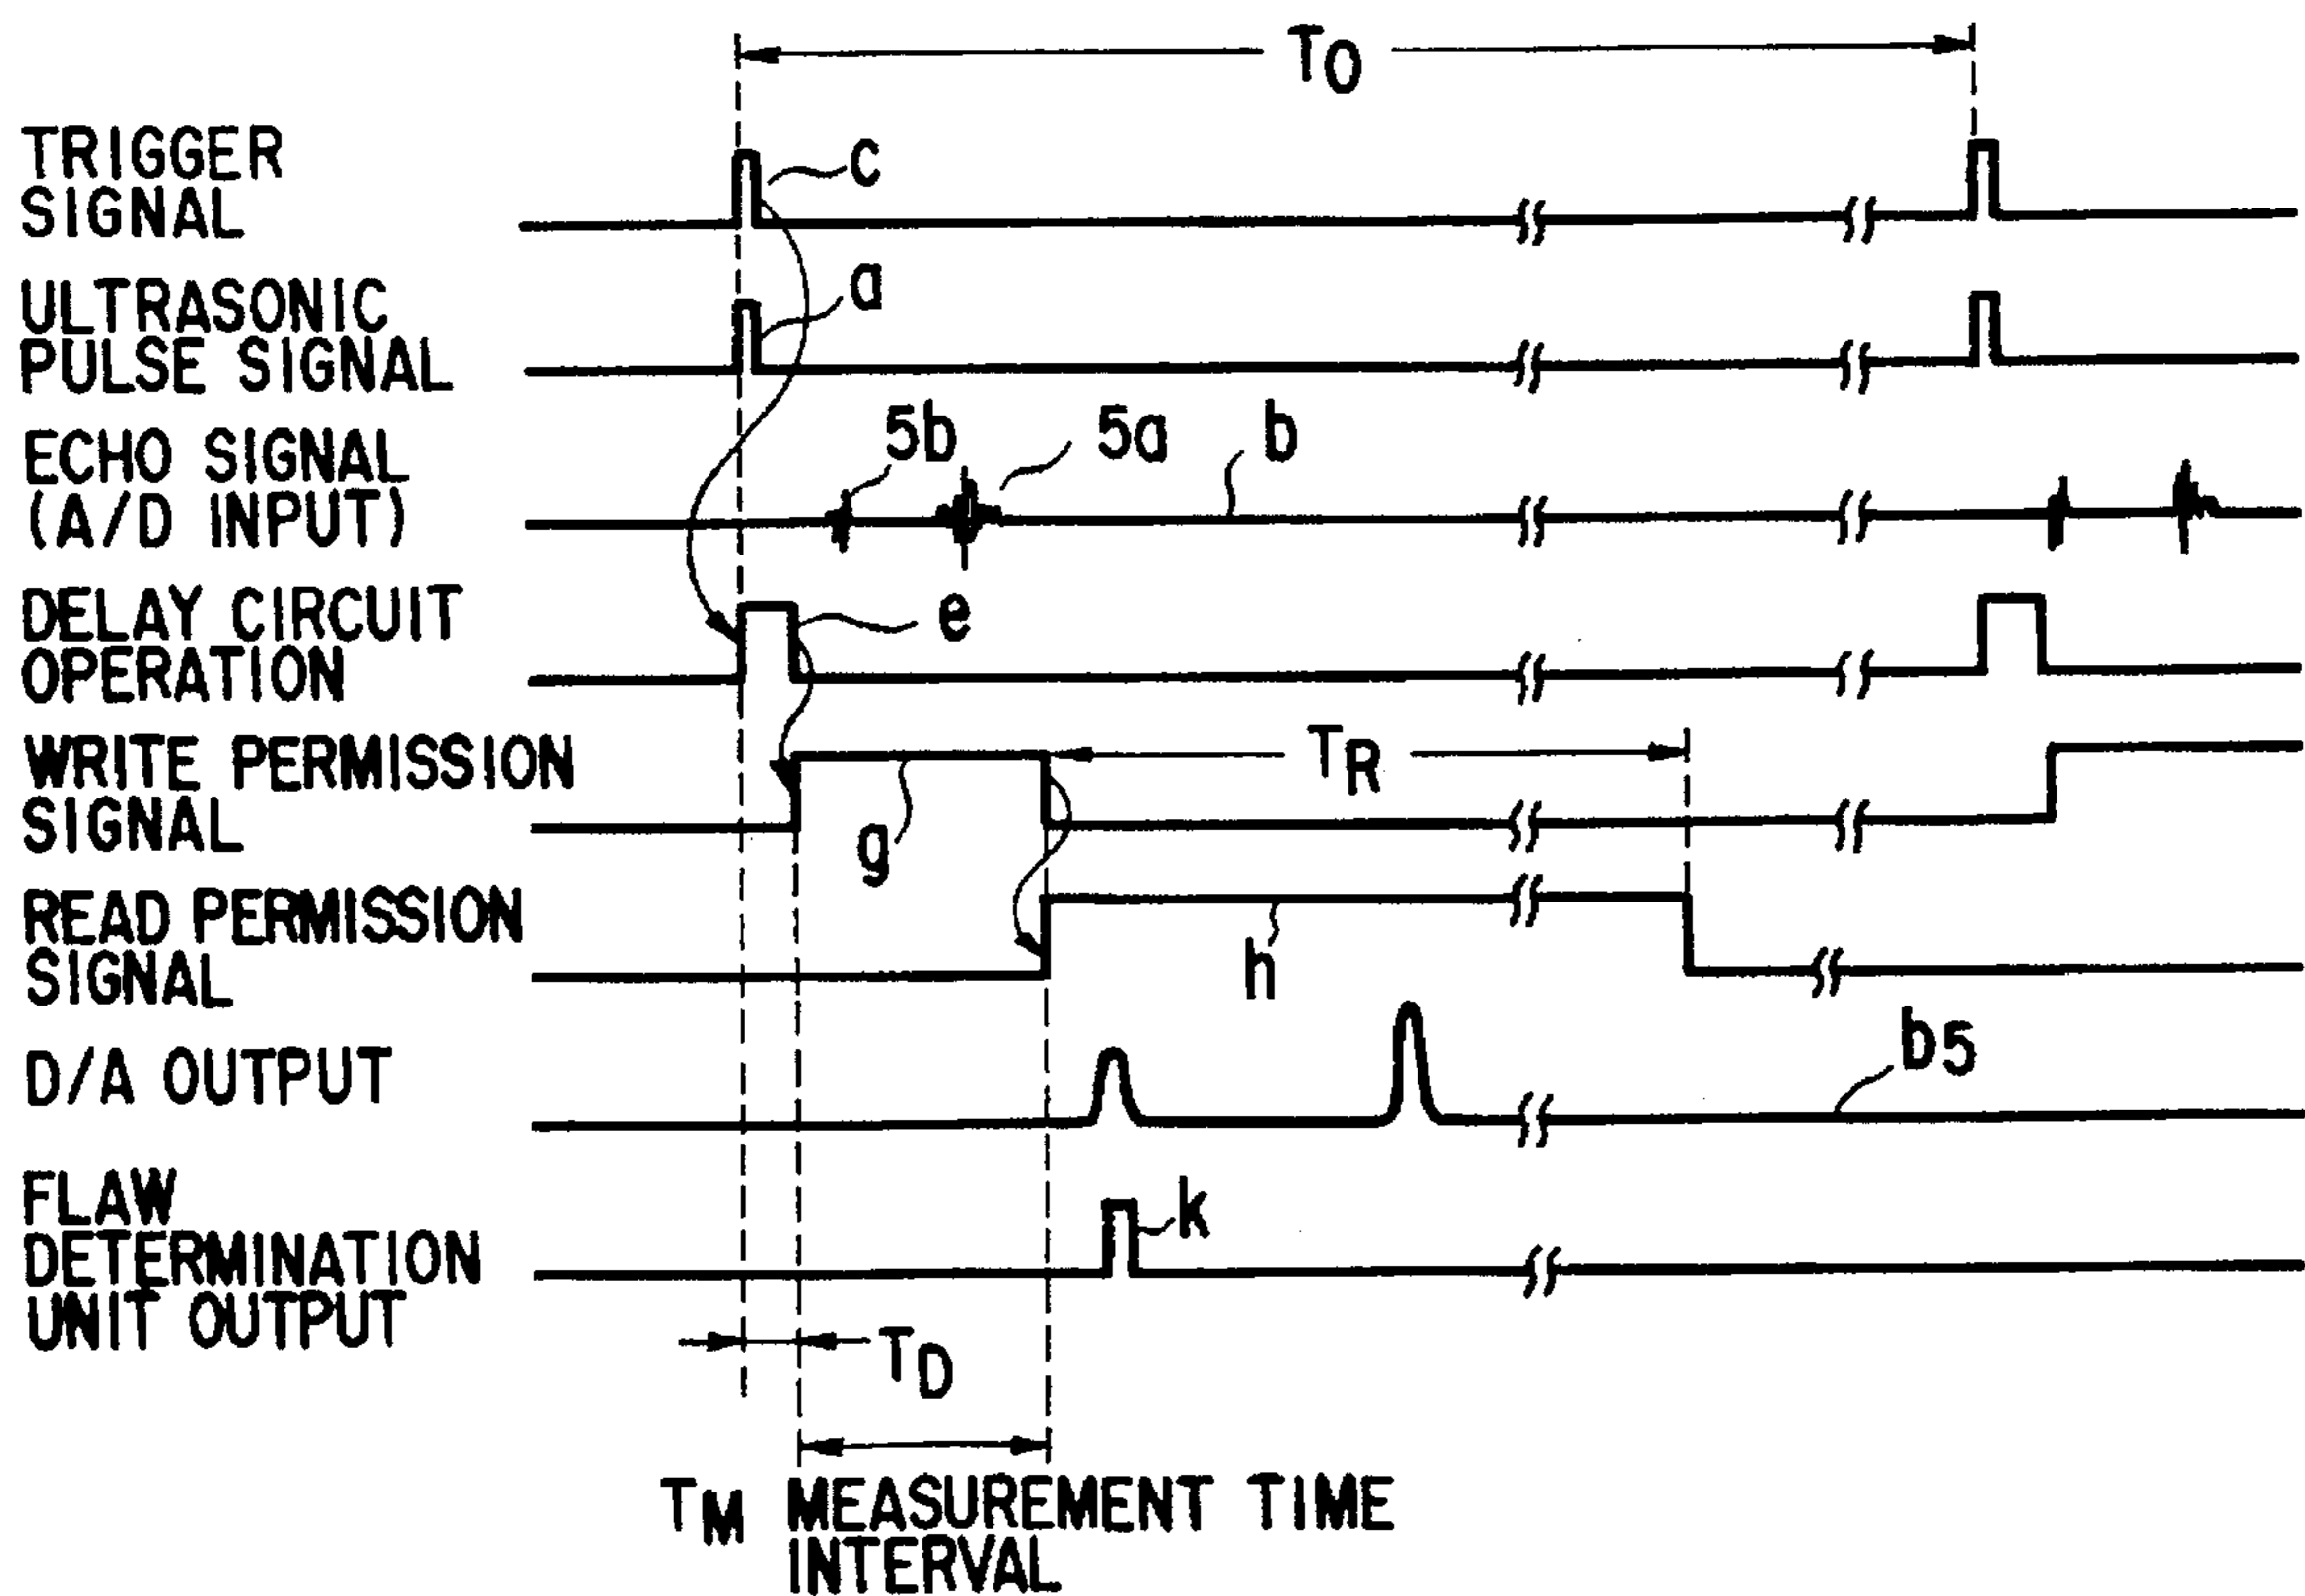 TO
TRIGGER
SIGNAL
c
ULTRASONIC
PULSE SIGNAL
a
ECHO SIGNAL
(A/D INPUT)
5b
5a
b
DELAY CIRCUIT
OPERATION
e
WRITE PERMISSION
SIGNAL
g
TR
READ PERMISSION
SIGNAL
h
D/A OUTPUT
b5
FLAW
DETERMINATION
UNIT OUTPUT
k
TD
TM MEASUREMENT TIME
INTERVAL